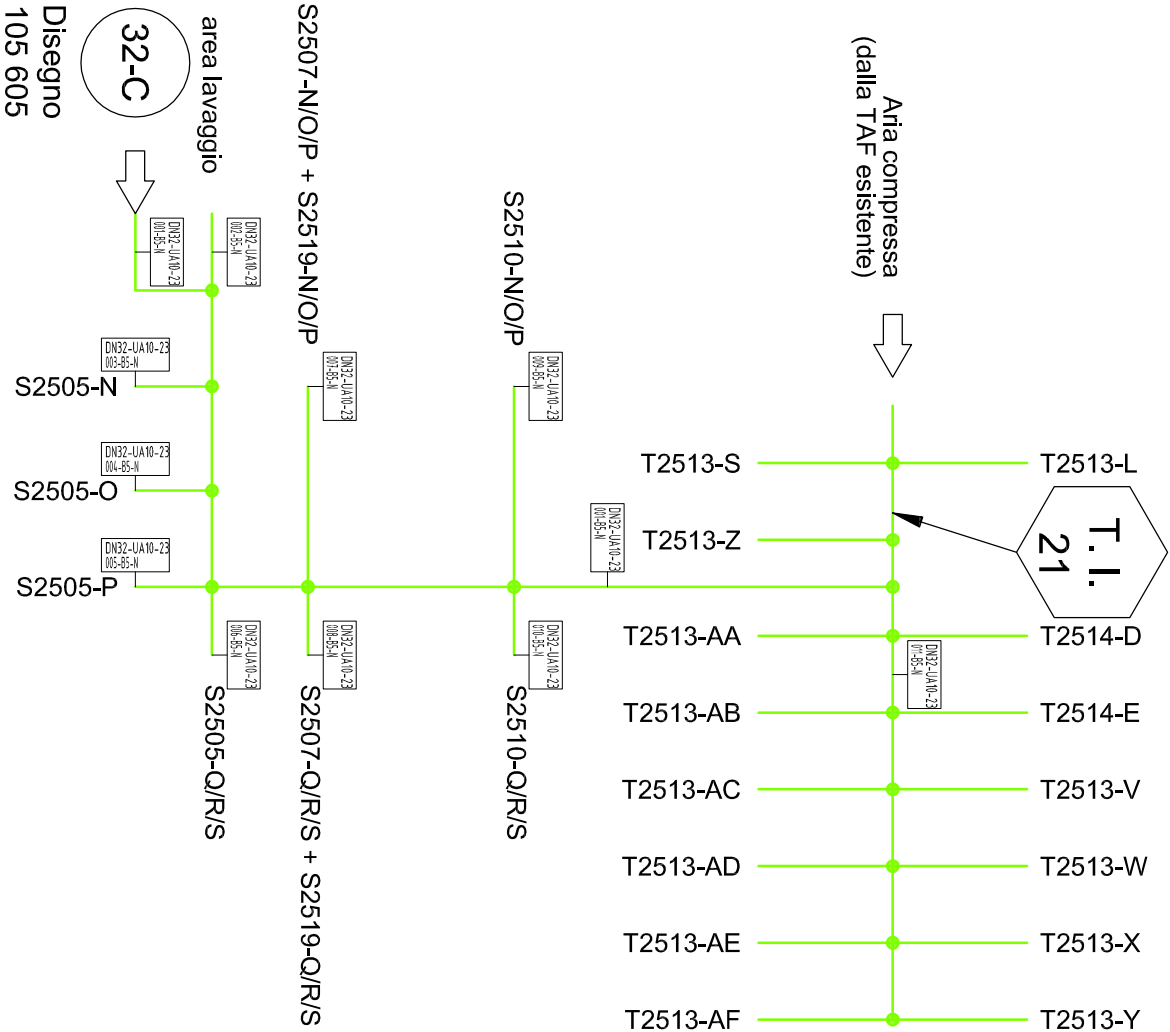 Aria compressa
(dalla TAF esistente)
T.I.
21
T2513-S
T2513-L
T2513-Z
T2513-AA
T2514-D
DN32-UA10-23
011-B5-N
T2513-AB
T2514-E
T2513-AC
T2513-V
T2513-AD
T2513-W
T2513-AE
T2513-X
T2513-AF
T2513-Y
DN32-UA10-23
001-B5-N
S2510-N/O/P
DN32-UA10-23
009-B5-N
DN32-UA10-23
010-B5-N
S2510-Q/R/S
S2507-N/O/P + S2519-N/O/P
DN32-UA10-23
007-B5-N
DN32-UA10-23
008-B5-N
S2507-Q/R/S + S2519-Q/R/S
area lavaggio
DN32-UA10-23
002-B5-N
DN32-UA10-23
001-B5-N
32-C
Disegno
105 605
DN32-UA10-23
003-B5-N
S2505-N
DN32-UA10-23
004-B5-N
S2505-O
DN32-UA10-23
005-B5-N
S2505-P
DN32-UA10-23
006-B5-N
S2505-Q/R/S